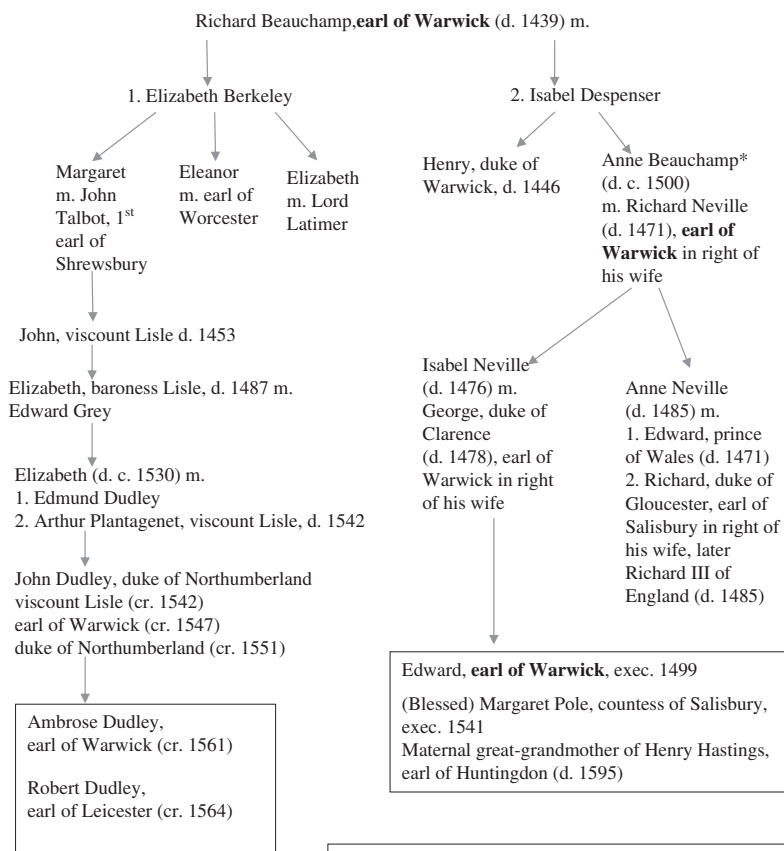 Richard Beauchamp,earl of Warwick (d. 1439) m.
1. Elizabeth Berkeley
2. Isabel Despenser
Margaret
m. John
Talbot, 1st
earl of
Shrewsbury
Eleanor
m. earl of
Worcester
Elizabeth
m. Lord
Latimer
Henry, duke of
Warwick, d. 1446
Anne Beauchamp*
(d. c. 1500)
m. Richard Neville
(d. 1471), earl of
Warwick in right of
his wife
John, viscount Lisle d. 1453
Elizabeth, baroness Lisle, d. 1487 m.
Edward Grey
Elizabeth (d. c. 1530) m.
1. Edmund Dudley
2. Arthur Plantagenet, viscount Lisle, d. 1542
John Dudley, duke of Northumberland
viscount Lisle (cr. 1542)
earl of Warwick (cr. 1547)
duke of Northumberland (cr. 1551)
Ambrose Dudley,
earl of Warwick (cr. 1561)
Robert Dudley,
earl of Leicester (cr. 1564)
Isabel Neville
(d. 1476) m.
George, duke of
Clarence
(d. 1478), earl of
Warwick in right
of his wife
Anne Neville
(d. 1485) m.
1. Edward, prince
of Wales (d. 1471)
2. Richard, duke of
Gloucester, earl of
Salisbury in right of
his wife, later
Richard III of
England (d. 1485)
Edward, earl of Warwick, exec. 1499
(Blessed) Margaret Pole, countess of Salisbury,
exec. 1541
Maternal great-grandmother of Henry Hastings,
earl of Huntingdon (d. 1595)